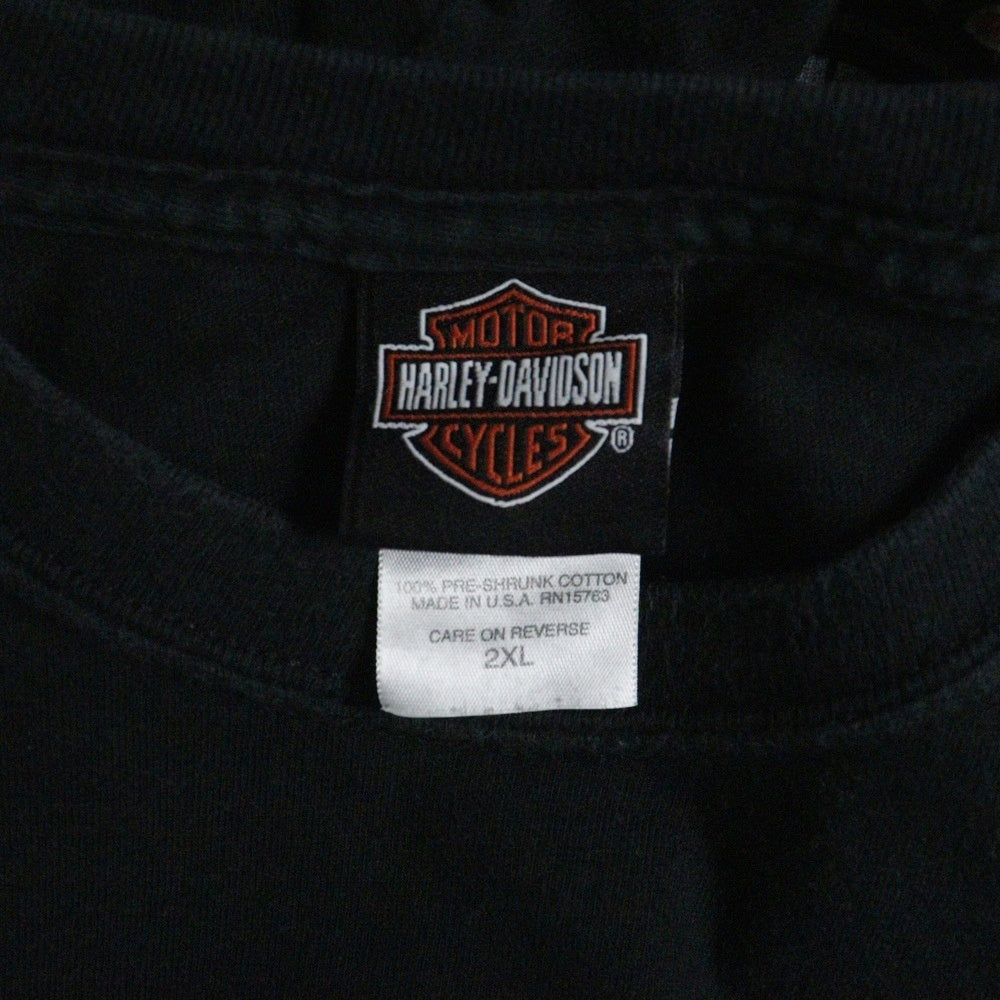 MOTOR
HARLEY-DAVIDSON
CYCLES
®
100% PRE-SHRUNK COTTON
MADE IN U.S.A. RN15763
CARE ON REVERSE
2XL